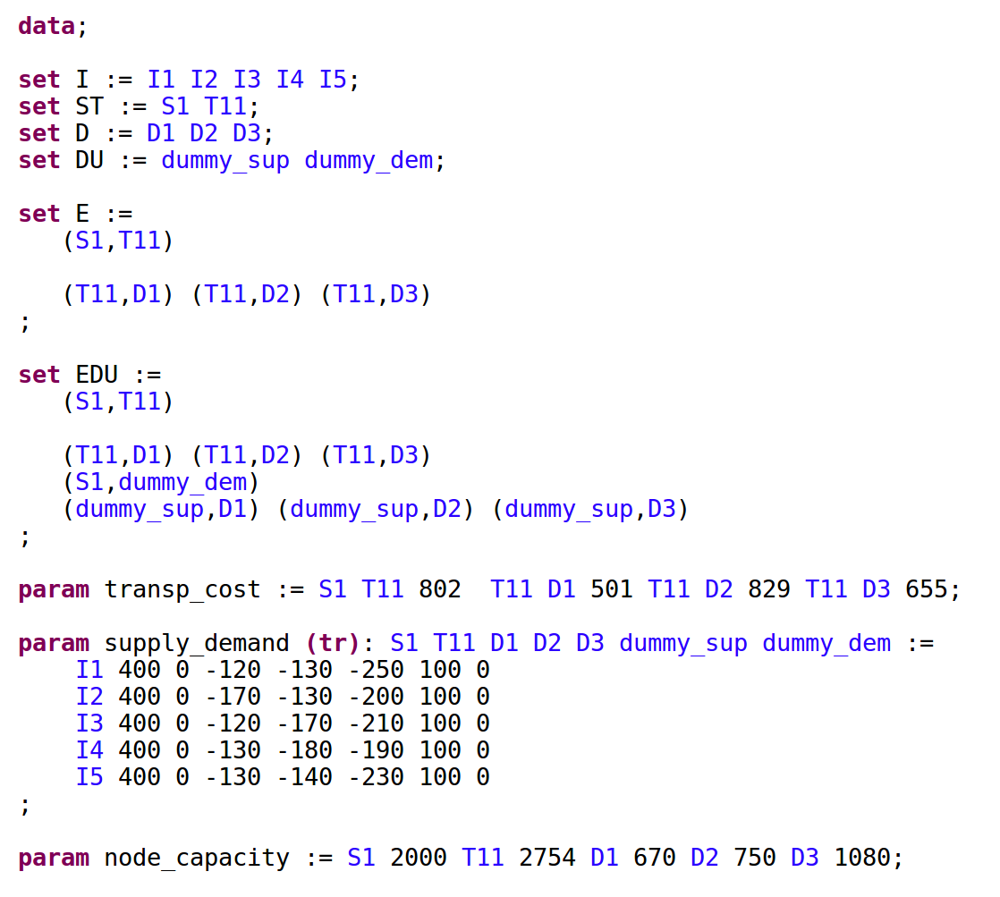 data;
set I := I1 I2 I3 I4 I5;
set ST := S1 T11;
set D := D1 D2 D3;
set DU := dummy_sup dummy_dem;
set E :=
(S1,T11)
(T11,D1) (T11,D2) (T11,D3)
;
set EDU :=
(S1,T11)
(T11,D1) (T11,D2) (T11,D3)
(S1,dummy_dem)
(dummy_sup,D1) (dummy_sup,D2) (dummy_sup,D3)
;
param transp_cost := S1 T11 802  T11 D1 501 T11 D2 829 T11 D3 655;
param supply_demand (tr): S1 T11 D1 D2 D3 dummy_sup dummy_dem :=
I1 400 0 -120 -130 -250 100 0
I2 400 0 -170 -130 -200 100 0
I3 400 0 -120 -170 -210 100 0
I4 400 0 -130 -180 -190 100 0
I5 400 0 -130 -140 -230 100 0
;
param node_capacity := S1 2000 T11 2754 D1 670 D2 750 D3 1080;